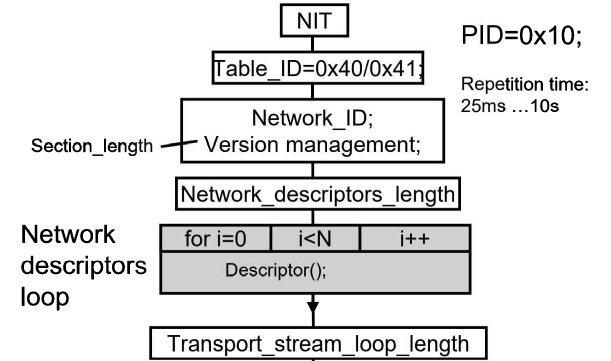 NIT
PID=0x10;
Table_ID=0x40/0x41;
Repetition time:
25ms …10s
Network_ID;
Version management;
Section_length
Network_descriptors_length
Network
descriptors
loop
for i=0 i<N i++
Descriptor();
Transport_stream_loop_length